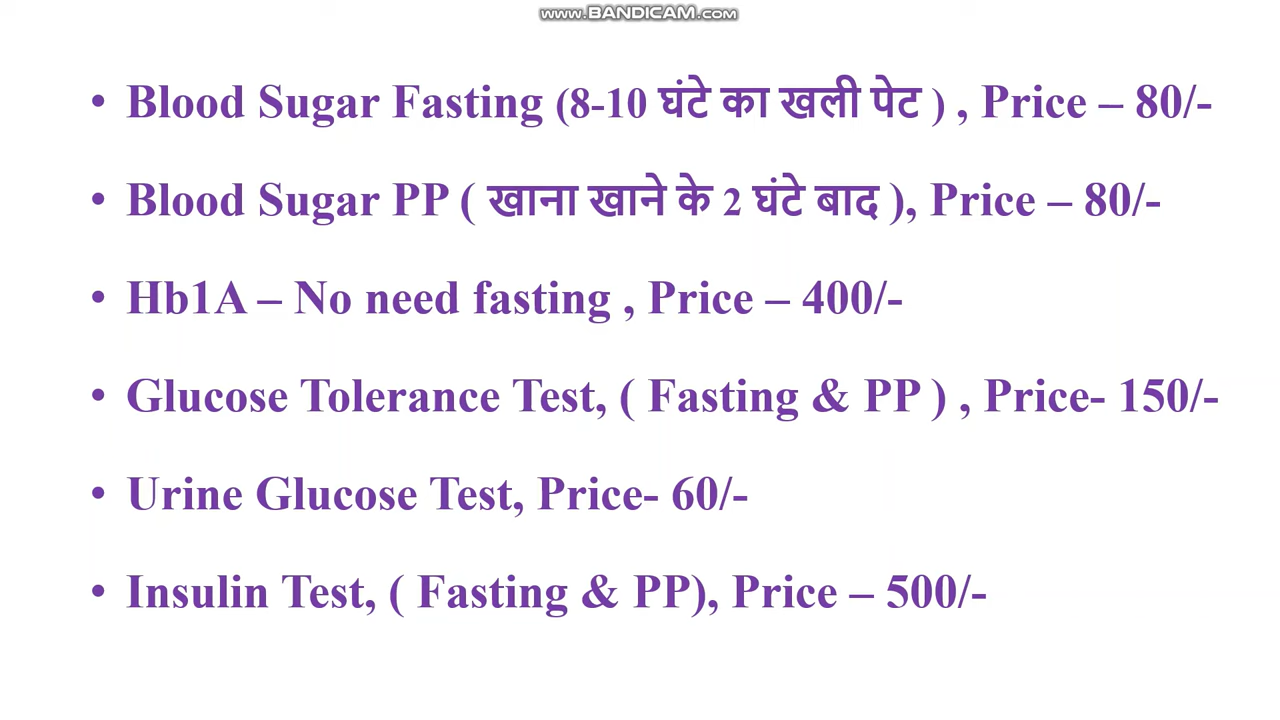 www.BANDICAM.com
• Blood Sugar Fasting (8-10 घंटे का खली पेट ) , Price – 80/-
• Blood Sugar PP ( खाना खाने के 2 घंटे बाद ), Price – 80/-
• Hb1A – No need fasting , Price – 400/-
• Glucose Tolerance Test, ( Fasting & PP ) , Price- 150/-
• Urine Glucose Test, Price- 60/-
• Insulin Test, ( Fasting & PP), Price – 500/-